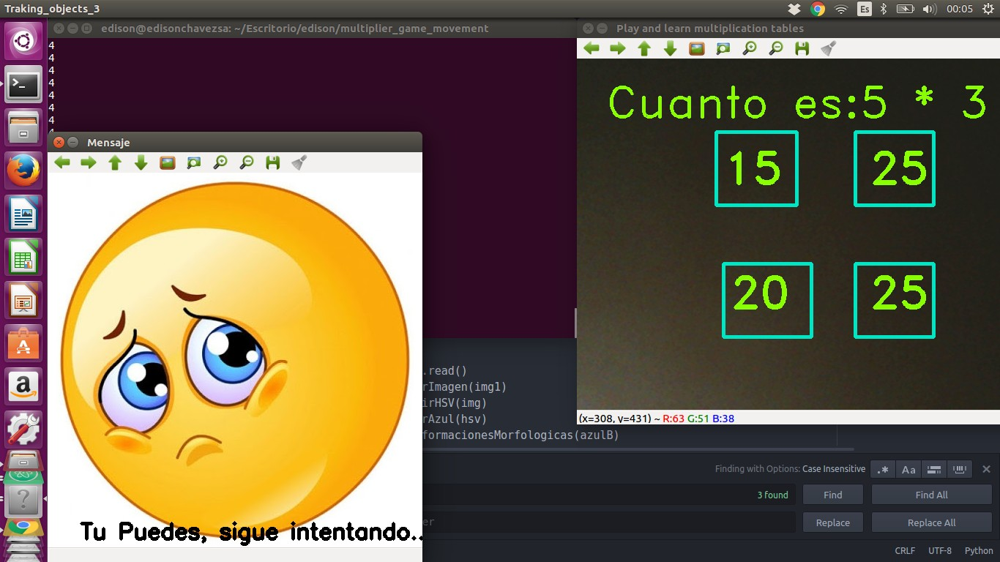 Traking_objects_3
Es
00:05
edison@edisonchavezsa: ~/Escritorio/edison/multiplier_game_movement
4
4
4
4
4
4
4
Mensaje
Tu Puedes, sigue intentando..
Play and learn multiplication tables
Cuanto es:5 * 3
15 25
20 25
(x=308, y=431) ~ R:63 G:51 B:38
.read()
rImagen(img1)
irHSV(img)
rAzul(hsv)
formacionesMorfologicas(azulB)
Finding with Options: Case Insensitive
.* Aa
3 found Find Find All
er Replace Replace All
CRLF UTF-8 Python